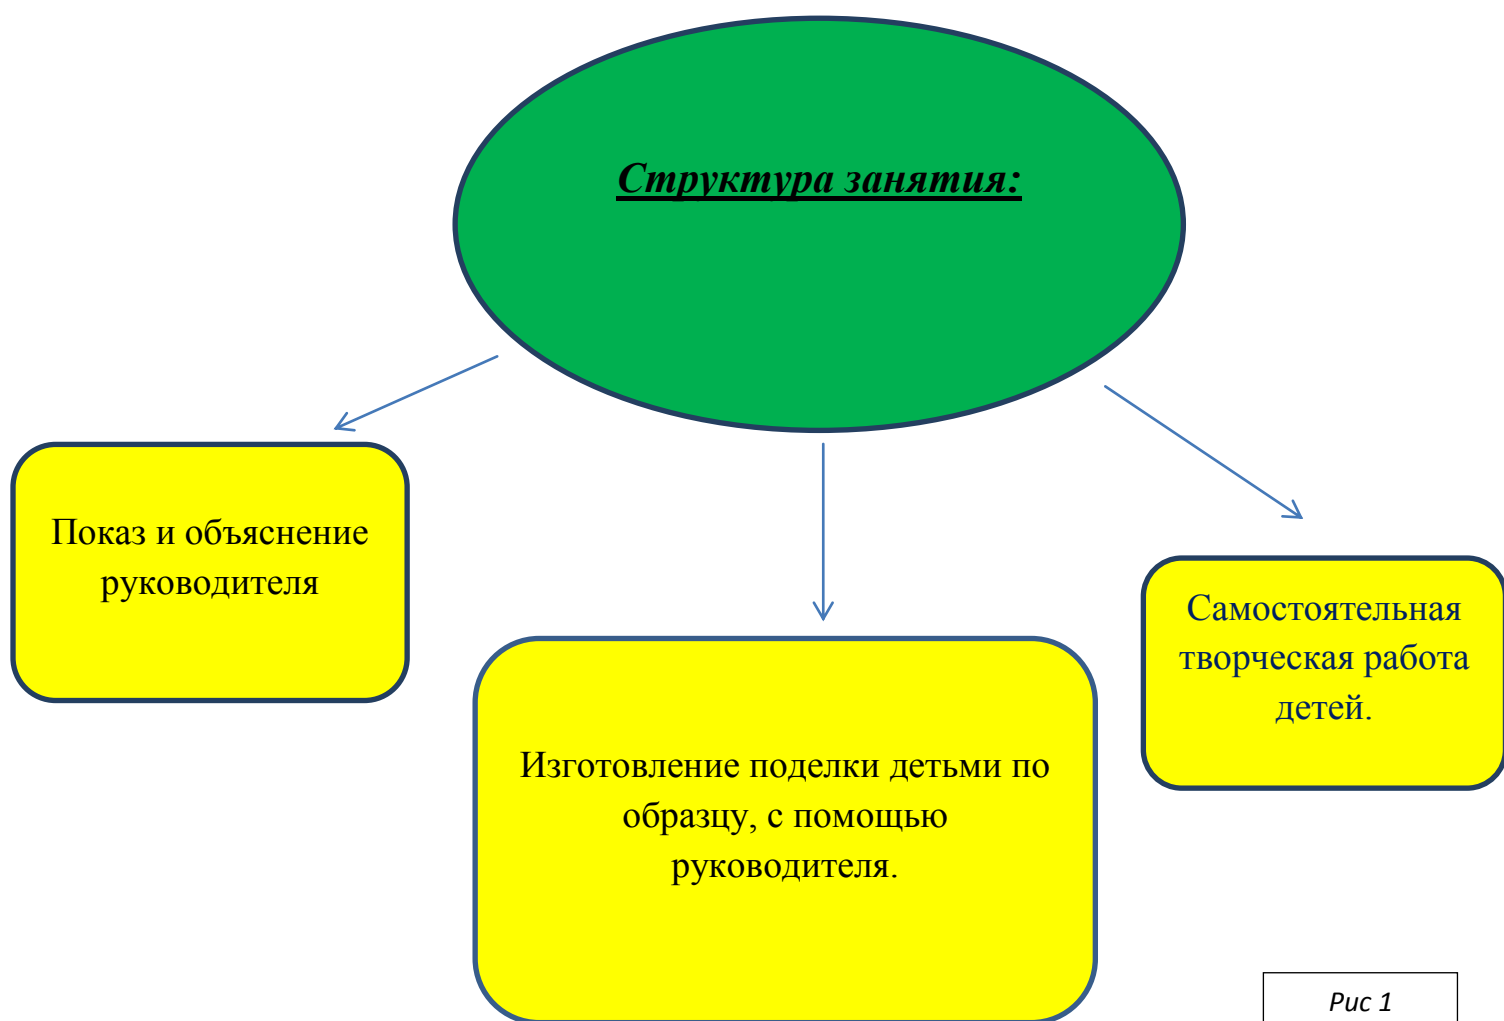 Структура занятия:
Показ и объяснение
руководителя
Изготовление поделки детьми по
образцу, с помощью
руководителя.
Самостоятельная
творческая работа
детей.
Рис 1